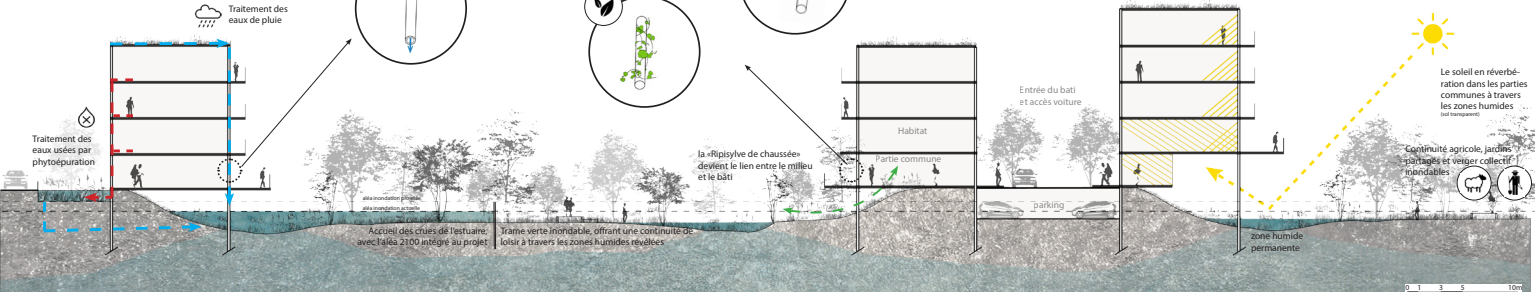 Traitement des
eaux de pluie
Traitement des
eaux usées par
phytoépuration
aléa inondation projetée
aléa inondation actuelle
Accueil des crues de l'estuaire,
avec l'aléa 2100 intégré au projet
Trame verte inondable, offrant une continuité de
loisir à travers les zones humides révélées
la «Ripisylve de chaussée»
devient le lien entre le milieu
et le bâti
Habitat
Partie commune
Entrée du bati
et accès voiture
parking
Le soleil en réverbé-
ration dans les parties
communes à travers
les zones humides
(sol transparent)
Continuité agricole, jardins
partagés et verger collectif
inondables
zone humide
permanente
0 1 3 5 10m